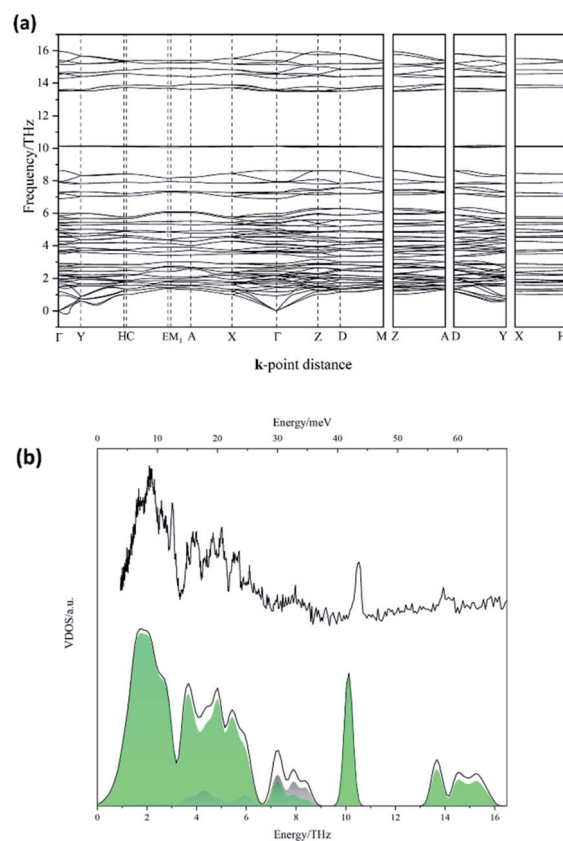 (a)
16
14
12
10
8
6
4
2
0
Frequency/THz
Γ Y HC EM₁ A X Γ Z D M Z A D Y X H
k-point distance
(b)
Energy/meV
0 10 20 30 40 50 60
VDOS/a.u.
0 2 4 6 8 10 12 14 16
Energy/THz